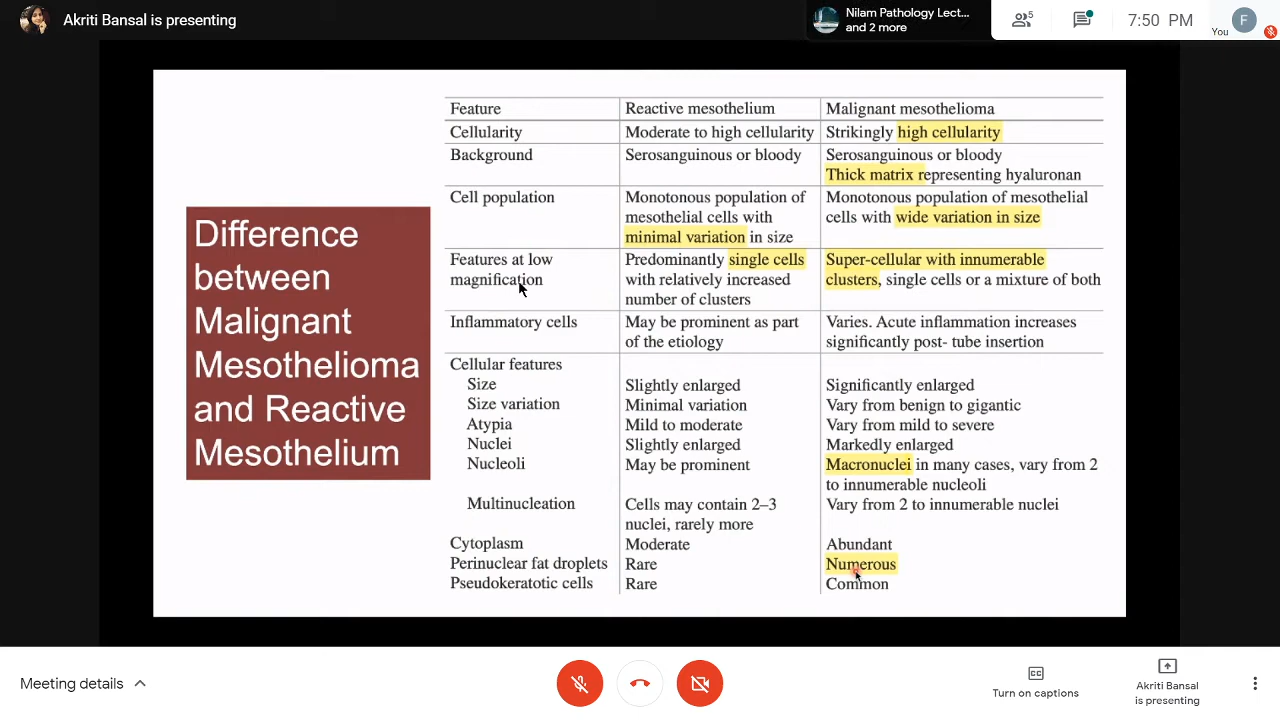 Akriti Bansal is presenting
Nilam Pathology Lect...
and 2 more
5
7:50 PM
You
F
Difference
between
Malignant
Mesothelioma
and Reactive
Mesothelium
Feature Reactive mesothelium Malignant mesothelioma
Cellularity Moderate to high cellularity Strikingly high cellularity
Background Serosanguinous or bloody Serosanguinous or bloody
Thick matrix representing hyaluronan
Cell population Monotonous population of Monotonous population of mesothelial
mesothelial cells with cells with wide variation in size
minimal variation in size
Features at low Predominantly single cells Super-cellular with innumerable
magnification with relatively increased clusters, single cells or a mixture of both
number of clusters
Inflammatory cells May be prominent as part Varies. Acute inflammation increases
of the etiology significantly post- tube insertion
Cellular features
Size Slightly enlarged Significantly enlarged
Size variation Minimal variation Vary from benign to gigantic
Atypia Mild to moderate Vary from mild to severe
Nuclei Slightly enlarged Markedly enlarged
Nucleoli May be prominent Macronuclei in many cases, vary from 2
to innumerable nucleoli
Multinucleation Cells may contain 2–3 Vary from 2 to innumerable nuclei
nuclei, rarely more
Cytoplasm Moderate Abundant
Perinuclear fat droplets Rare Numerous
Pseudokeratotic cells Rare Common
Meeting details
CC
Turn on captions
Akriti Bansal
is presenting